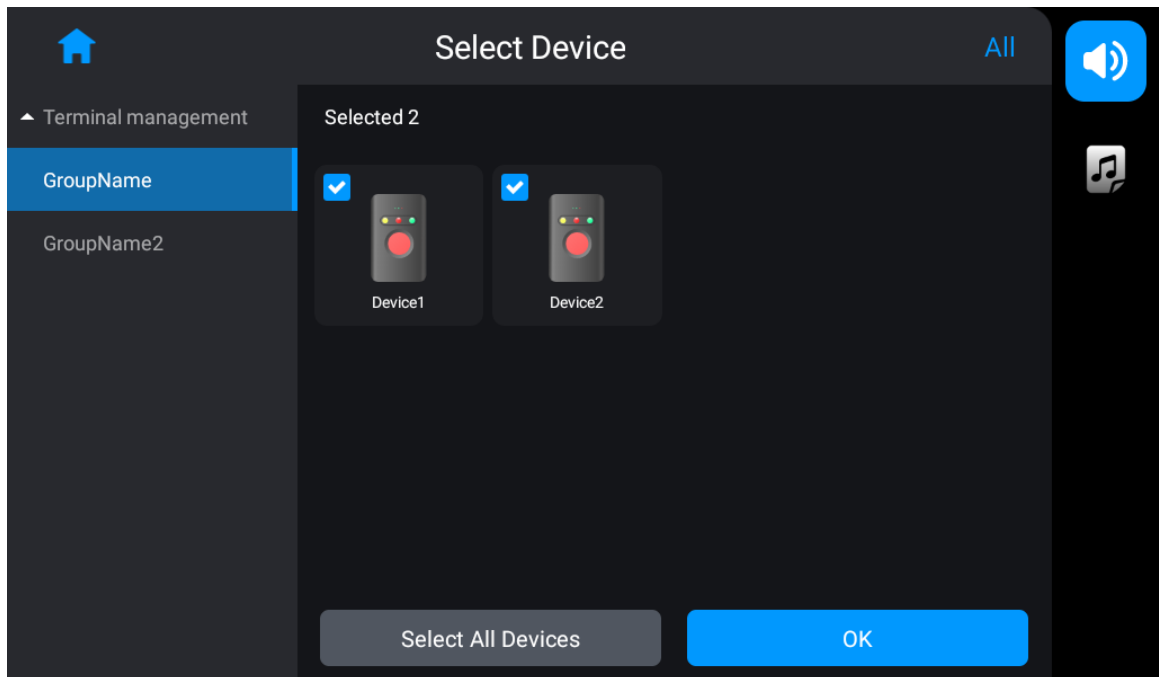 Select Device
All
Terminal management
GroupName
GroupName2
Selected 2
Device1
Device2
Select All Devices
OK